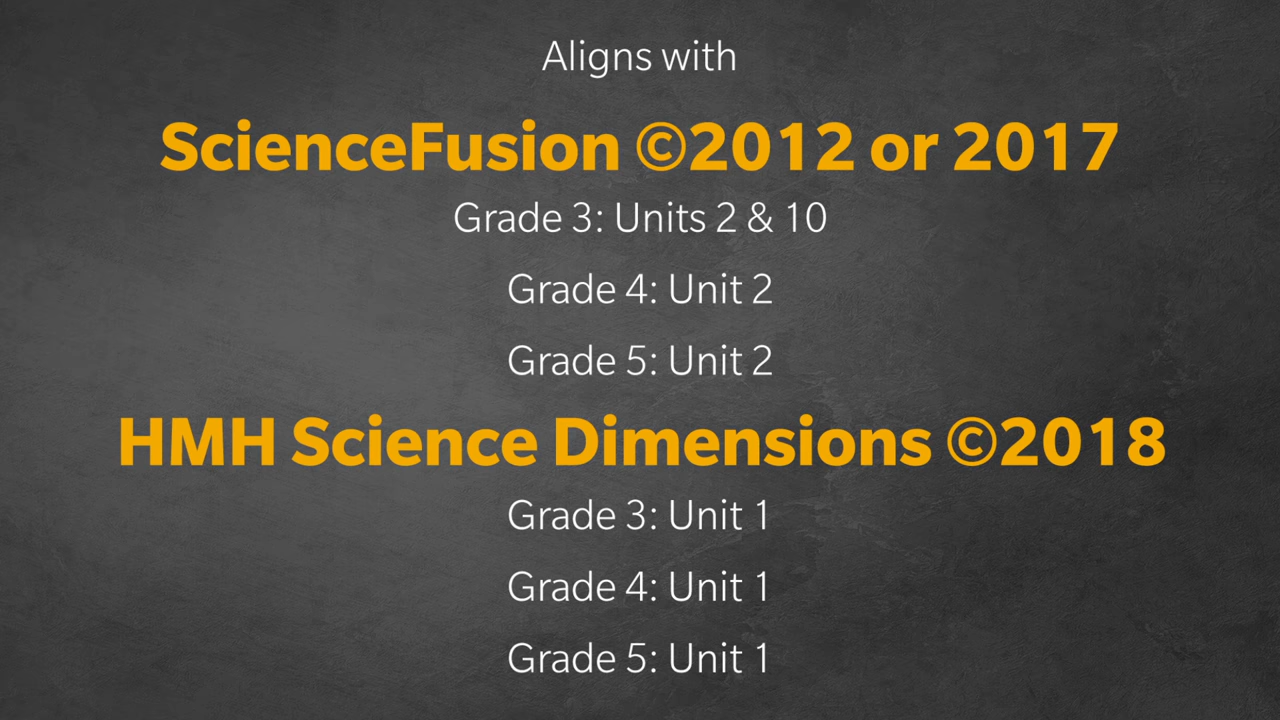 Aligns with
ScienceFusion ©2012 or 2017
Grade 3: Units 2 & 10
Grade 4: Unit 2
Grade 5: Unit 2
HMH Science Dimensions ©2018
Grade 3: Unit 1
Grade 4: Unit 1
Grade 5: Unit 1